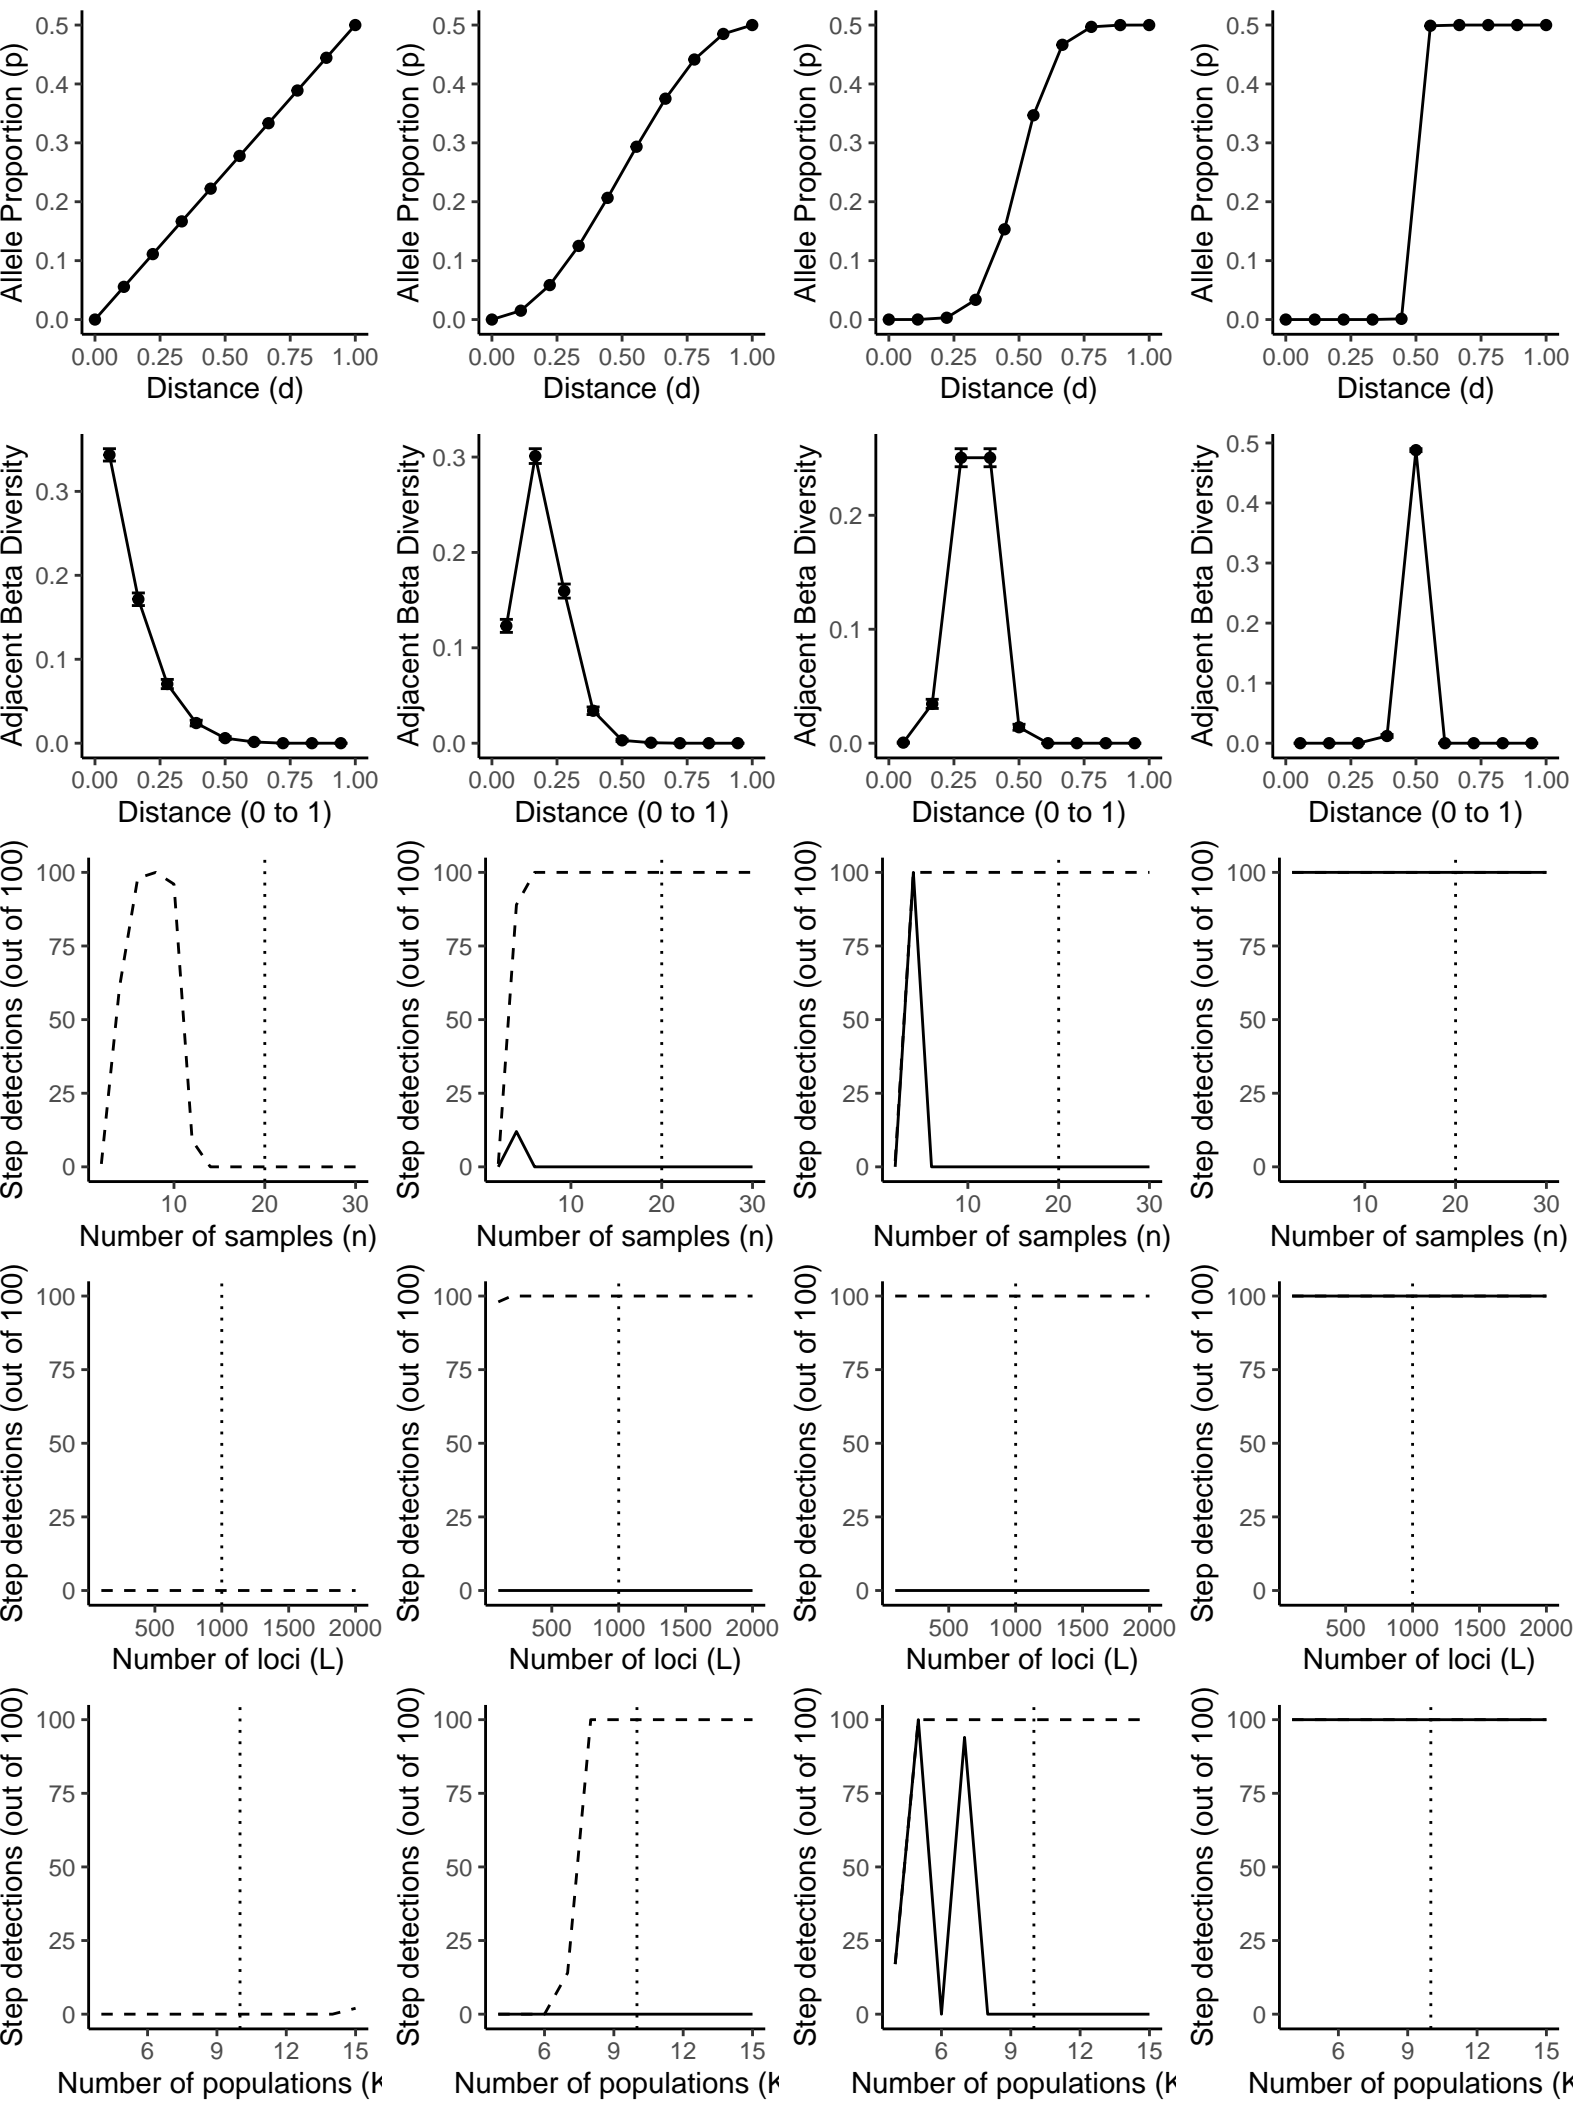 Allele Proportion (p)
0.5
0.4
0.3
0.2
0.1
0.0
0.00 0.25 0.50 0.75 1.00
Distance (d)
Allele Proportion (p)
0.5
0.4
0.3
0.2
0.1
0.0
0.00 0.25 0.50 0.75 1.00
Distance (d)
Allele Proportion (p)
0.5
0.4
0.3
0.2
0.1
0.0
0.00 0.25 0.50 0.75 1.00
Distance (d)
Allele Proportion (p)
0.5
0.4
0.3
0.2
0.1
0.0
0.00 0.25 0.50 0.75 1.00
Distance (d)
Adjacent Beta Diversity
0.3
0.2
0.1
0.0
0.00 0.25 0.50 0.75 1.00
Distance (0 to 1)
Adjacent Beta Diversity
0.3
0.2
0.1
0.0
0.00 0.25 0.50 0.75 1.00
Distance (0 to 1)
Adjacent Beta Diversity
0.2
0.1
0.0
0.00 0.25 0.50 0.75 1.00
Distance (0 to 1)
Adjacent Beta Diversity
0.5
0.4
0.3
0.2
0.1
0.0
0.00 0.25 0.50 0.75 1.00
Distance (0 to 1)
Step detections (out of 100)
100
75
50
25
0
10 20 30
Number of samples (n)
Step detections (out of 100)
100
75
50
25
0
10 20 30
Number of samples (n)
Step detections (out of 100)
100
75
50
25
0
10 20 30
Number of samples (n)
Step detections (out of 100)
100
75
50
25
0
10 20 30
Number of samples (n)
Step detections (out of 100)
100
75
50
25
0
500 1000 1500 2000
Number of loci (L)
Step detections (out of 100)
100
75
50
25
0
500 1000 1500 2000
Number of loci (L)
Step detections (out of 100)
100
75
50
25
0
500 1000 1500 2000
Number of loci (L)
Step detections (out of 100)
100
75
50
25
0
500 1000 1500 2000
Number of loci (L)
Step detections (out of 100)
100
75
50
25
0
6 9 12 15
Number of populations (K
Step detections (out of 100)
100
75
50
25
0
6 9 12 15
Number of populations (K
Step detections (out of 100)
100
75
50
25
0
6 9 12 15
Number of populations (K
Step detections (out of 100)
100
75
50
25
0
6 9 12 15
Number of populations (K